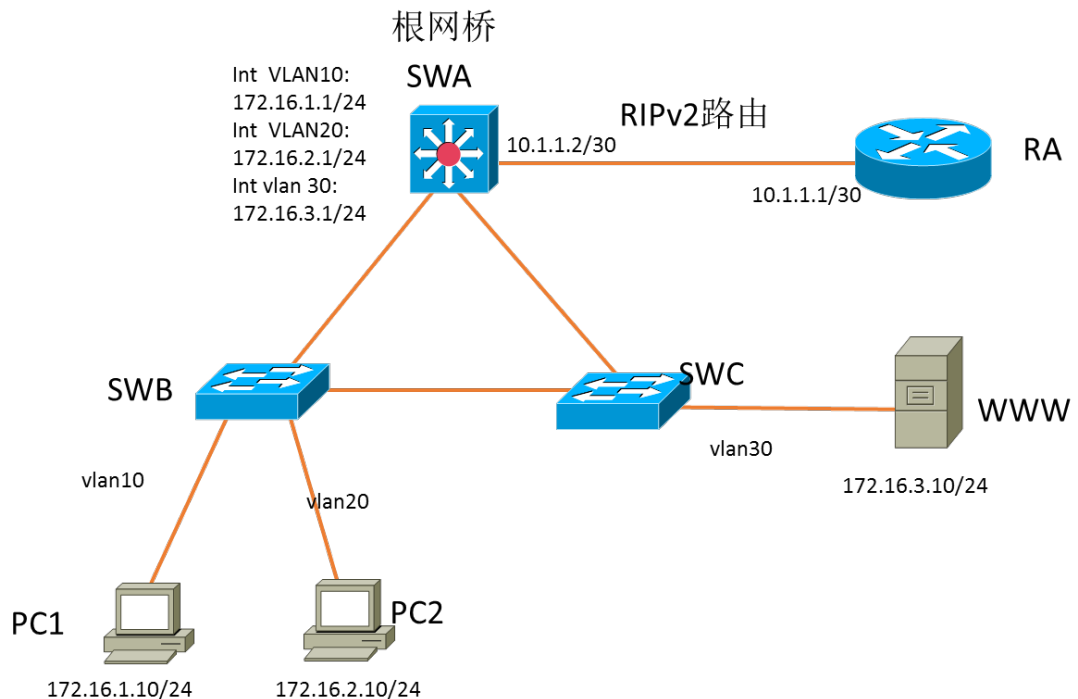 根网桥
SWA
Int VLAN10:
172.16.1.1/24
Int VLAN20:
172.16.2.1/24
Int vlan 30:
172.16.3.1/24
RIPv2路由
10.1.1.2/30
RA
10.1.1.1/30
SWB
SWC
WWW
vlan30
172.16.3.10/24
vlan10
vlan20
PC1
PC2
172.16.1.10/24
172.16.2.10/24